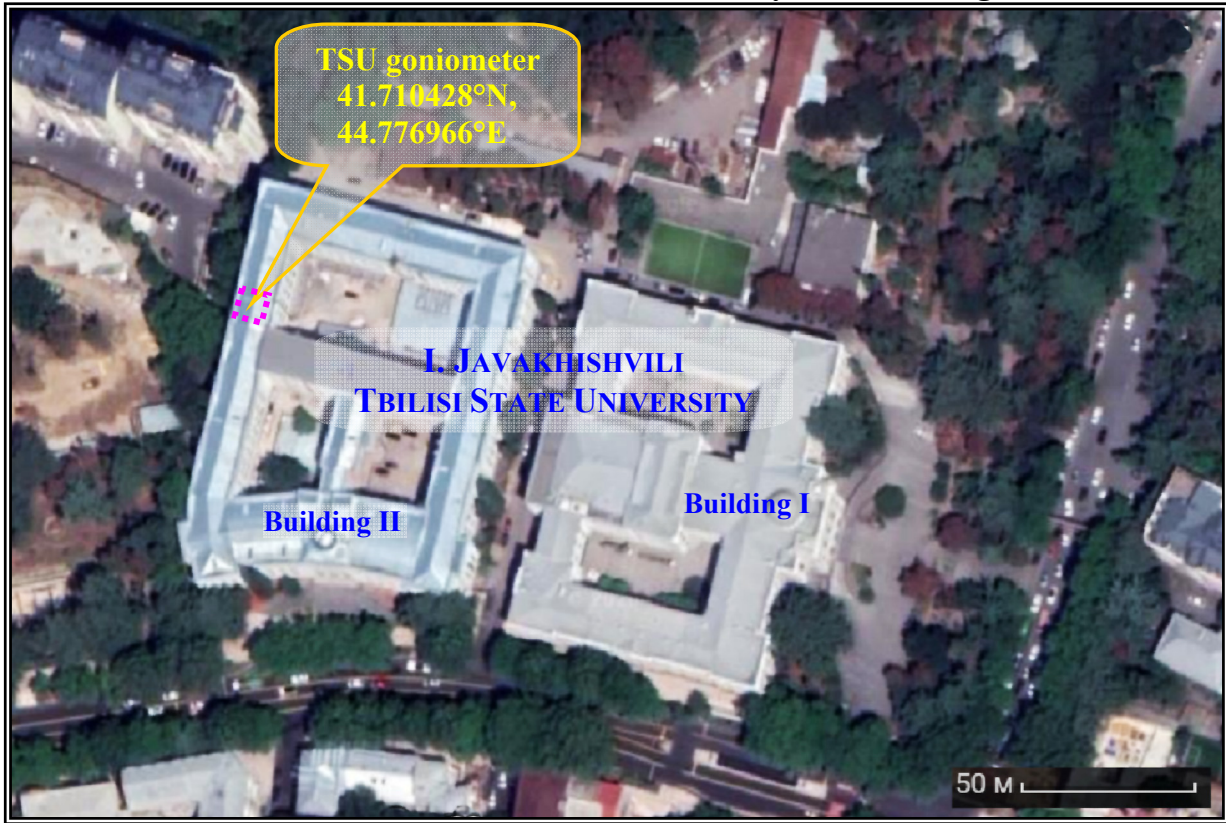 TSU goniometer
41.710428°N,
44.776966°E
I. JAVAKHISHVILI
TBILISI STATE UNIVERSITY
Building I
Building II
50 м